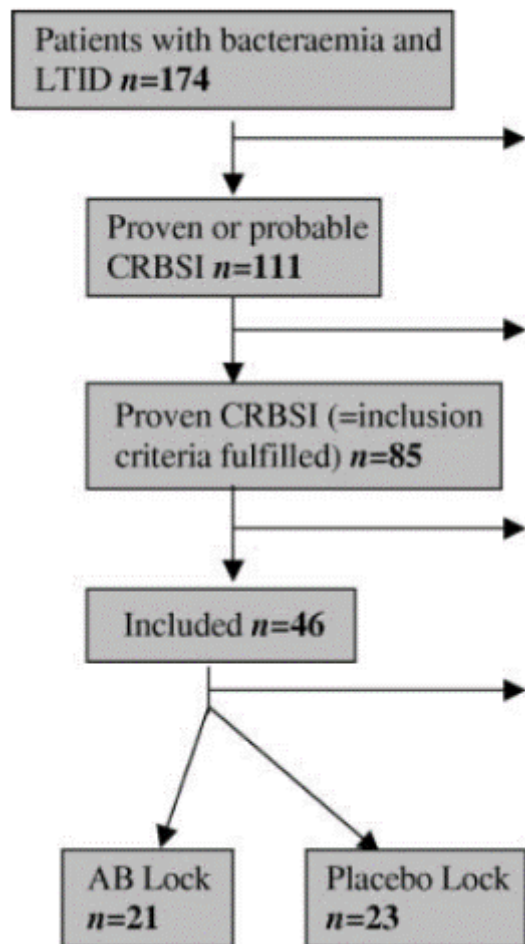 Patients with bacteraemia and
LTID n=174
Proven or probable
CRBSI n=111
Proven CRBSI (=inclusion
criteria fulfilled) n=85
Included n=46
AB Lock
n=21
Placebo Lock
n=23